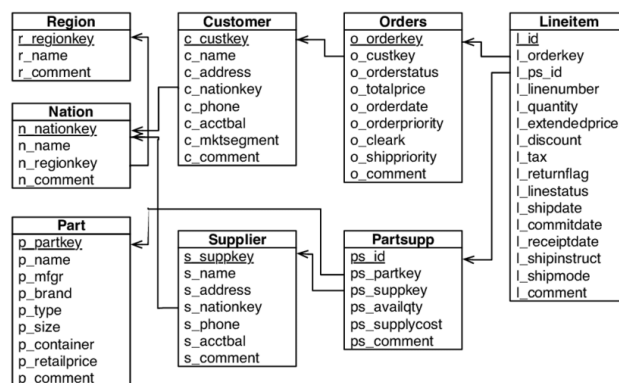 Region
r_regionkey
r_name
r_comment
Nation
n_nationkey
n_name
n_regionkey
n_comment
Part
p_partkey
p_name
p_mfgr
p_brand
p_type
p_size
p_container
p_retailprice
p_comment
Customer
c_custkey
c_name
c_address
c_nationkey
c_phone
c_acctbal
c_mktsegment
c_comment
Supplier
s_suppkey
s_name
s_address
s_nationkey
s_phone
s_acctbal
s_comment
Orders
o_orderkey
o_custkey
o_orderstatus
o_totalprice
o_orderdate
o_orderpriority
o_cleark
o_shippriority
o_comment
Partsupp
ps_id
ps_partkey
ps_suppkey
ps_availqty
ps_supplycost
ps_comment
Lineitem
l_id
l_orderkey
l_ps_id
l_linenumber
l_quantity
l_extendedprice
l_discount
l_tax
l_returnflag
l_linestatus
l_shipdate
l_commitdate
l_receiptdate
l_shipinstruct
l_shipmode
l_comment